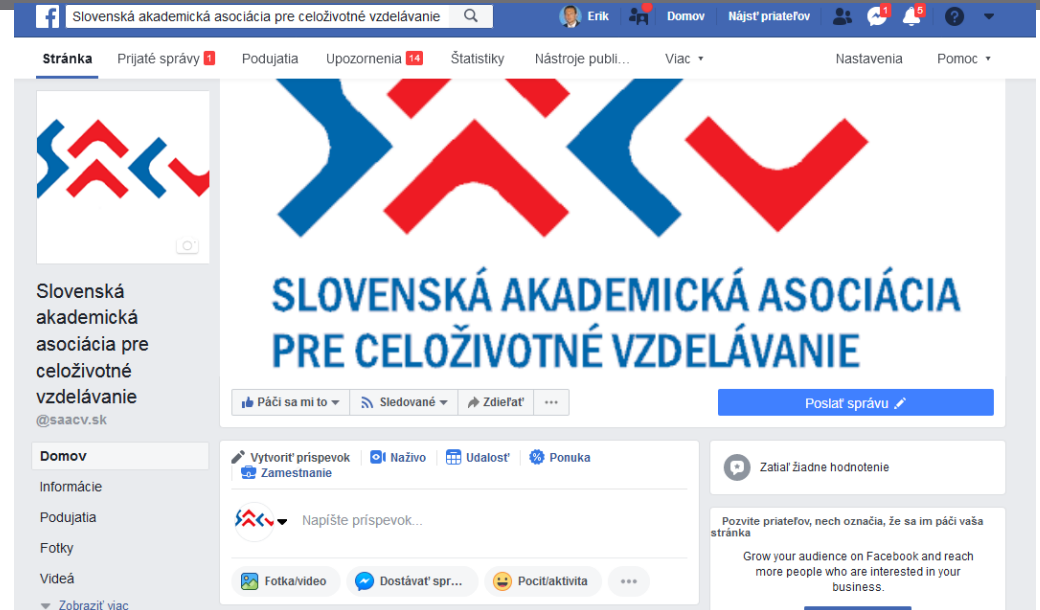 Slovenská akademická asociácia pre celoživotné vzdelávanie
Erik Domov Nájsť priateľov 1 5
Stránka Prijaté správy 1 Podujatia Upozornenia 14 Štatistiky Nástroje publi... Viac Nastavenia Pomoc
SLOVENSKÁ AKADEMICKÁ ASOCIÁCIA
PRE CELOŽIVOTNÉ VZDELÁVANIE
Slovenská
akademická
asociácia pre
celoživotné
vzdelávanie
@saacv.sk
Páči sa mi to Sledované Zdieľať ... Poslať správu
Domov
Informácie
Podujatia
Fotky
Videá
Zobraziť viac
Vytvoriť príspevok Naživo Udalosť Ponuka
Zamestnanie
Napíšte príspevok...
Fotka/video Dostávať spr... Pocit/aktivita ...
Zatiaľ žiadne hodnotenie
Pozvite priateľov, nech označia, že sa im páči vaša
stránka
Grow your audience on Facebook and reach
more people who are interested in your
business.